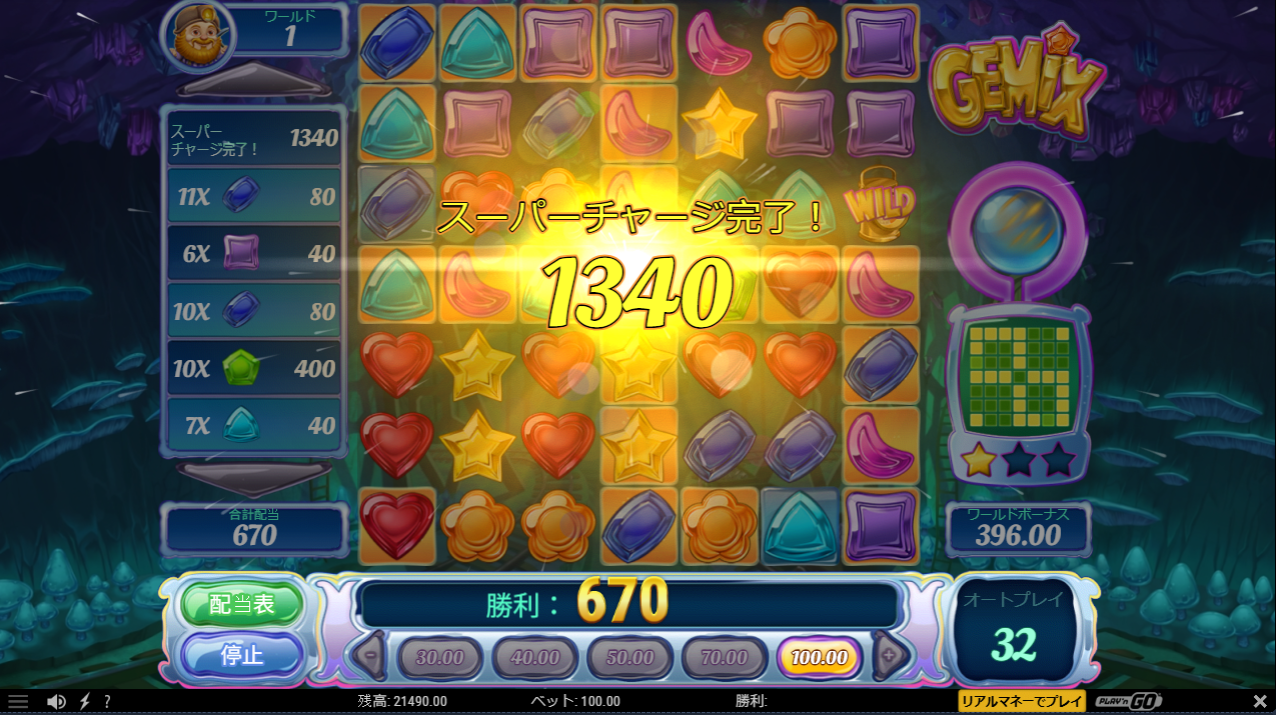 ワールド
1
GEMiX
スーパー
チャージ完了！ 1340
11X 80
6X 40
10X 80
10X 400
7X 40
合計配当
670
WILD
スーパーチャージ完了！
1340
ワールドボーナス
396.00
配当表
停止
勝利： 670
- 30.00 40.00 50.00 70.00 100.00 +
オートプレイ
32
? 残高: 21490.00 ベット: 100.00 勝利: リアルマネーでプレイ PLAY'n GO